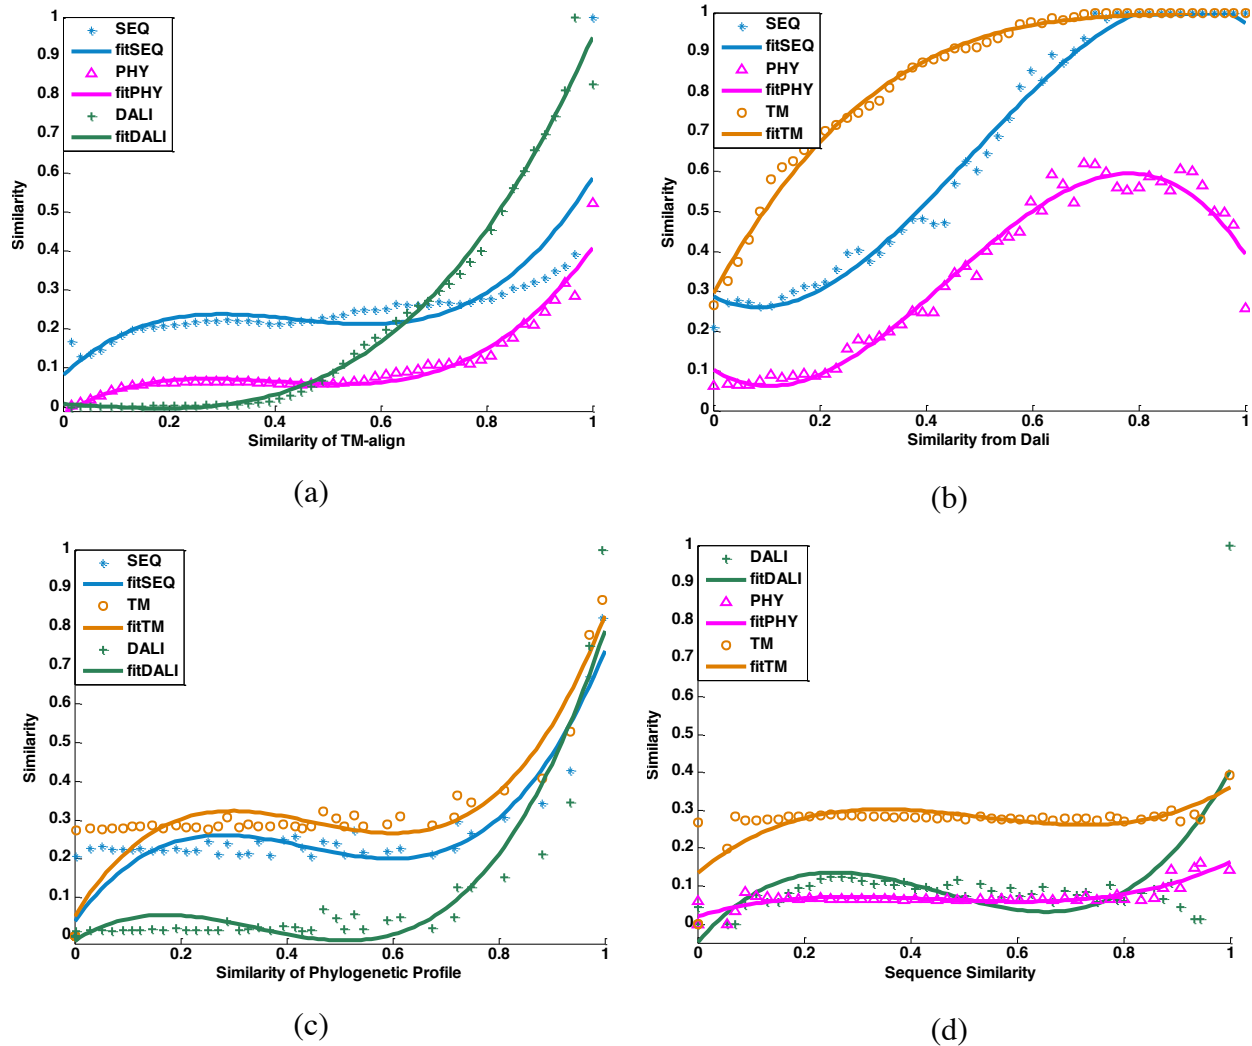 1
0.9
0.8
0.7
0.6
0.5
0.4
0.3
0.2
0.1
0
SEQ
fitSEQ
PHY
fitPHY
DALI
fitDALI
Similarity
0 0.2 0.4 0.6 0.8 1
Similarity of TM-align
(a)
1
0.9
0.8
0.7
0.6
0.5
0.4
0.3
0.2
0.1
0
SEQ
fitSEQ
PHY
fitPHY
TM
fitTM
Similarity
0 0.2 0.4 0.6 0.8 1
Similarity from Dali
(b)
1
0.9
0.8
0.7
0.6
0.5
0.4
0.3
0.2
0.1
0
SEQ
fitSEQ
TM
fitTM
DALI
fitDALI
Similarity
0 0.2 0.4 0.6 0.8 1
Similarity of Phylogenetic Profile
(c)
1
0.9
0.8
0.7
0.6
0.5
0.4
0.3
0.2
0.1
0
DALI
fitDALI
PHY
fitPHY
TM
fitTM
Similarity
0 0.2 0.4 0.6 0.8 1
Sequence Similarity
(d)